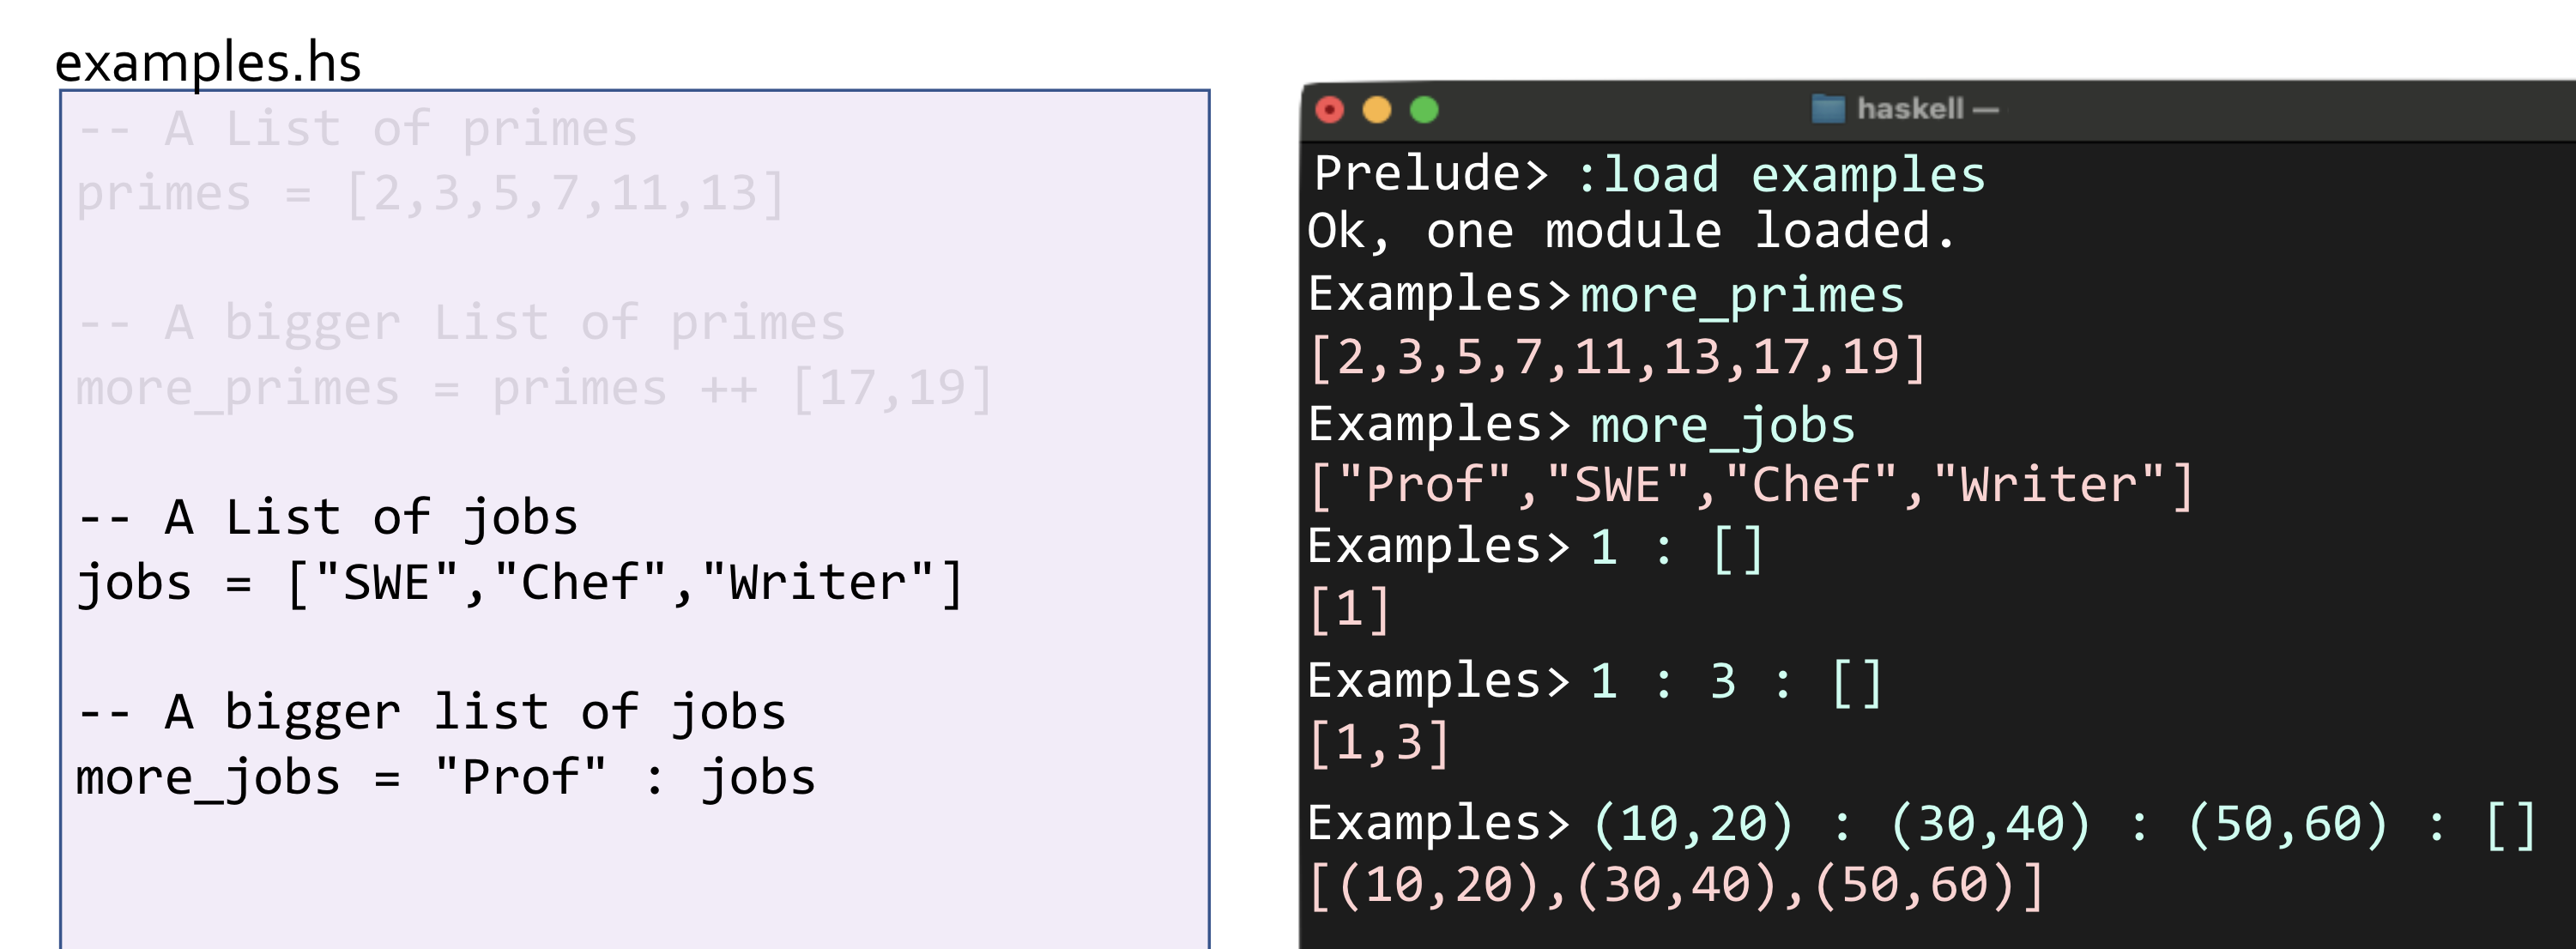 examples.hs
-- A List of primes
primes = [2,3,5,7,11,13]
-- A bigger List of primes
more_primes = primes ++ [17,19]
-- A List of jobs
jobs = ["SWE","Chef","Writer"]
-- A bigger list of jobs
more_jobs = "Prof" : jobs
haskell —
Prelude> :load examples
Ok, one module loaded.
Examples>more_primes
[2,3,5,7,11,13,17,19]
Examples> more_jobs
["Prof","SWE","Chef","Writer"]
Examples> 1 : []
[1]
Examples> 1 : 3 : []
[1,3]
Examples> (10,20) : (30,40) : (50,60) : []
[(10,20),(30,40),(50,60)]